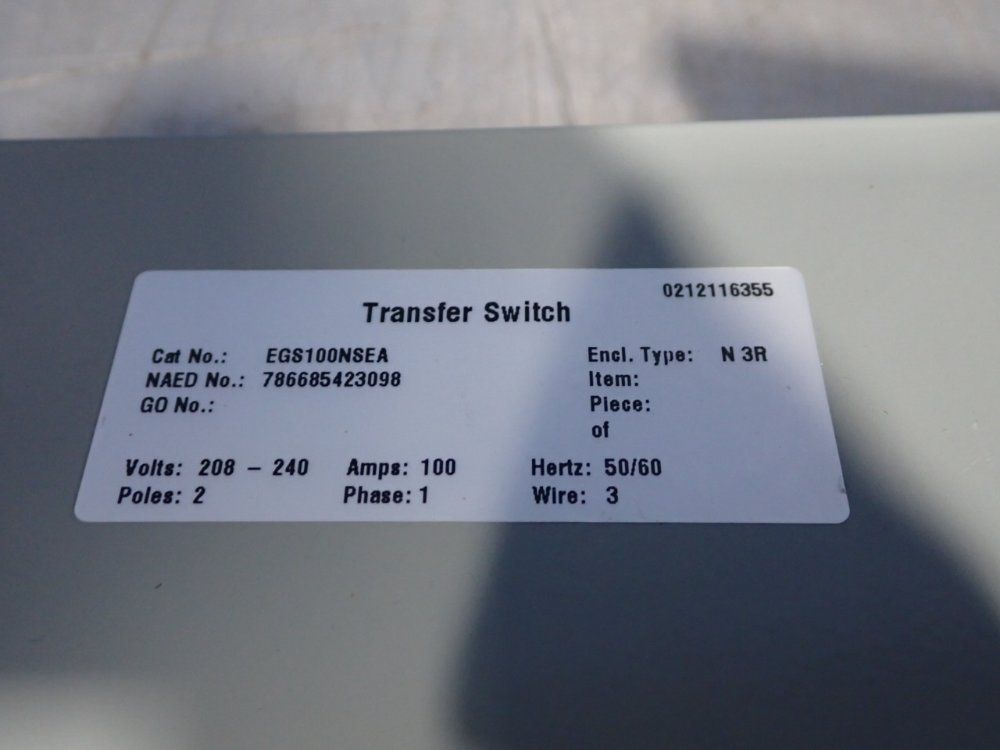 0212116355
Transfer Switch
Cat No.: EGS100NSEA Encl. Type: N 3R
NAED No.: 786685423098 Item:
GO No.: Piece:
of
Volts: 208 – 240 Amps: 100 Hertz: 50/60
Poles: 2 Phase: 1 Wire: 3